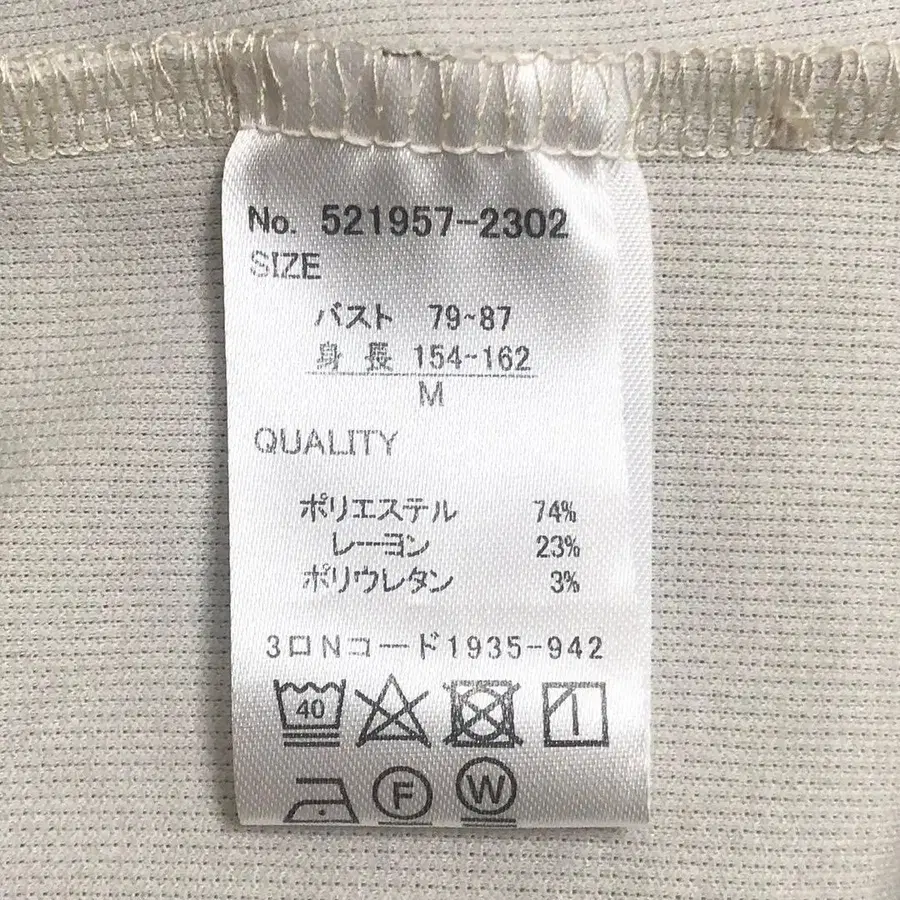 No. 521957-2302
SIZE
バスト 79~87
身長 154~162
M
QUALITY
ポリエステル 74%
レーヨン 23%
ポリウレタン 3%
3ロNコード1935-942
40
F
W